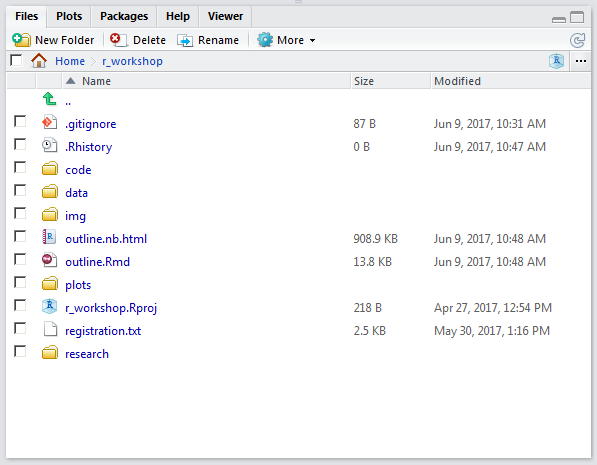 Files Plots Packages Help Viewer
New Folder Delete Rename More
Home r_workshop ...
Name Size Modified
..
.gitignore 87 B Jun 9, 2017, 10:31 AM
.Rhistory 0 B Jun 9, 2017, 10:47 AM
code
data
img
outline.nb.html 908.9 KB Jun 9, 2017, 10:48 AM
outline.Rmd 13.8 KB Jun 9, 2017, 10:48 AM
plots
r_workshop.Rproj 218 B Apr 27, 2017, 12:54 PM
registration.txt 2.5 KB May 30, 2017, 1:16 PM
research